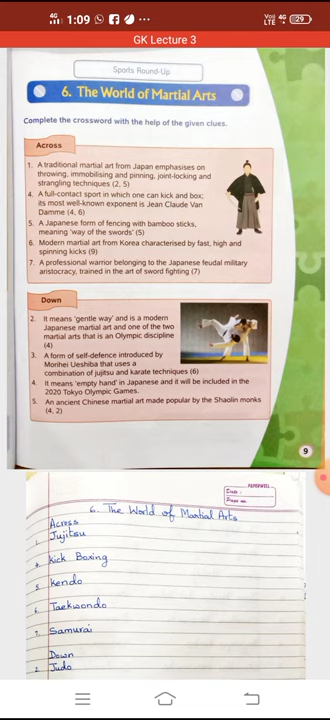 4G 1:09
Voi) LTE 4G 29
GK Lecture 3
Sports Round-Up
6. The World of Martial Arts
Complete the crossword with the help of the given clues.
Across
1. A traditional martial art from Japan emphasises on
throwing, immobilising and pinning, joint-locking and
strangling techniques (2, 5)
4. A full-contact sport in which one can kick and box;
its most well-known exponent is Jean Claude Van
Damme (4, 6)
5. A Japanese form of fencing with bamboo sticks,
meaning 'way of the swords' (5)
6. Modern martial art from Korea characterised by fast, high and
spinning kicks (9)
7. A professional warrior belonging to the Japanese feudal military
aristocracy, trained in the art of sword fighting (7)
Down
2. It means 'gentle way' and is a modern
Japanese martial art and one of the two
martial arts that is an Olympic discipline
(4)
3. A form of self-defence introduced by
Morihei Ueshiba that uses a
combination of jujitsu and karate techniques (6)
4. It means 'empty hand' in Japanese and it will be included in the
2020 Tokyo Olympic Games.
5. An ancient Chinese martial art made popular by the Shaolin monks
(4, 2)
9
PAPERWELL
Date :
Page no.
6. The World of Martial Arts
Across
1. Jujitsu
4. Kick Boxing
5. Kendo
6. Taekwondo
7. Samurai
Down
2. Judo